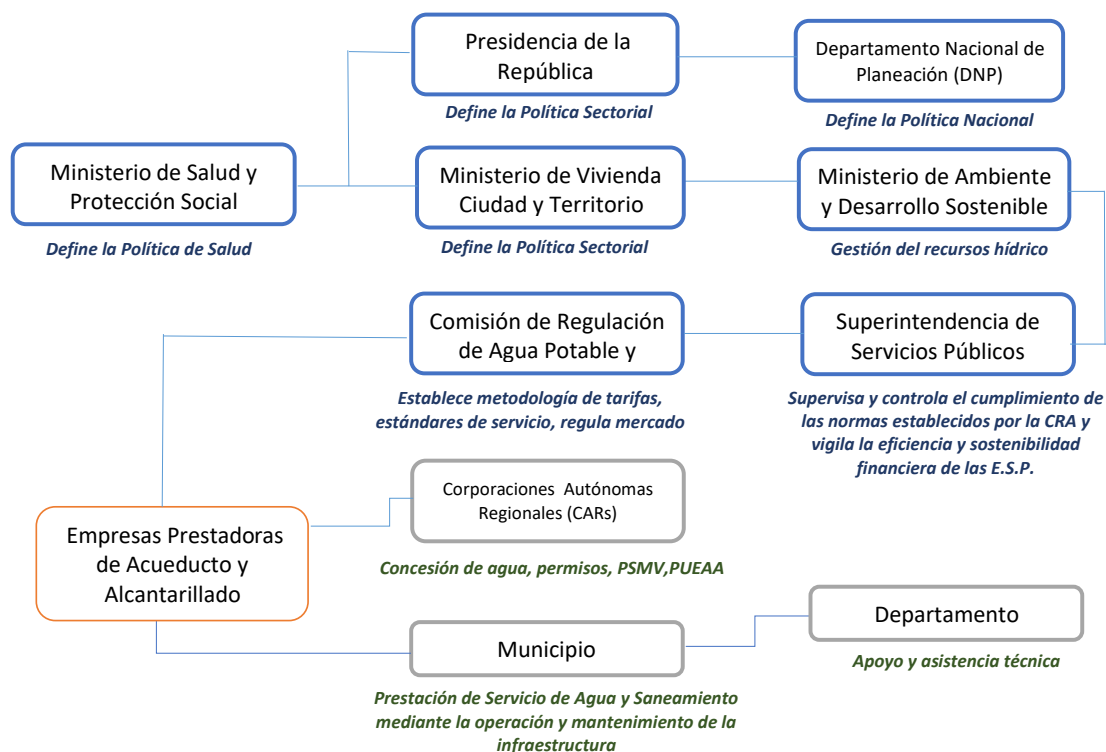 Presidencia de la
República
Define la Política Sectorial
Departamento Nacional de
Planeación (DNP)
Define la Política Nacional
Ministerio de Salud y
Protección Social
Define la Política de Salud
Ministerio de Vivienda
Ciudad y Territorio
Define la Política Sectorial
Ministerio de Ambiente
y Desarrollo Sostenible
Gestión del recursos hídrico
Comisión de Regulación
de Agua Potable y
Establece metodología de tarifas,
estándares de servicio, regula mercado
Superintendencia de
Servicios Públicos
Supervisa y controla el cumplimiento de
las normas establecidos por la CRA y
vigila la eficiencia y sostenibilidad
financiera de las E.S.P.
Corporaciones Autónomas
Regionales (CARs)
Concesión de agua, permisos, PSMV,PUEAA
Empresas Prestadoras
de Acueducto y
Alcantarillado
Departamento
Apoyo y asistencia técnica
Municipio
Prestación de Servicio de Agua y Saneamiento
mediante la operación y mantenimiento de la
infraestructura